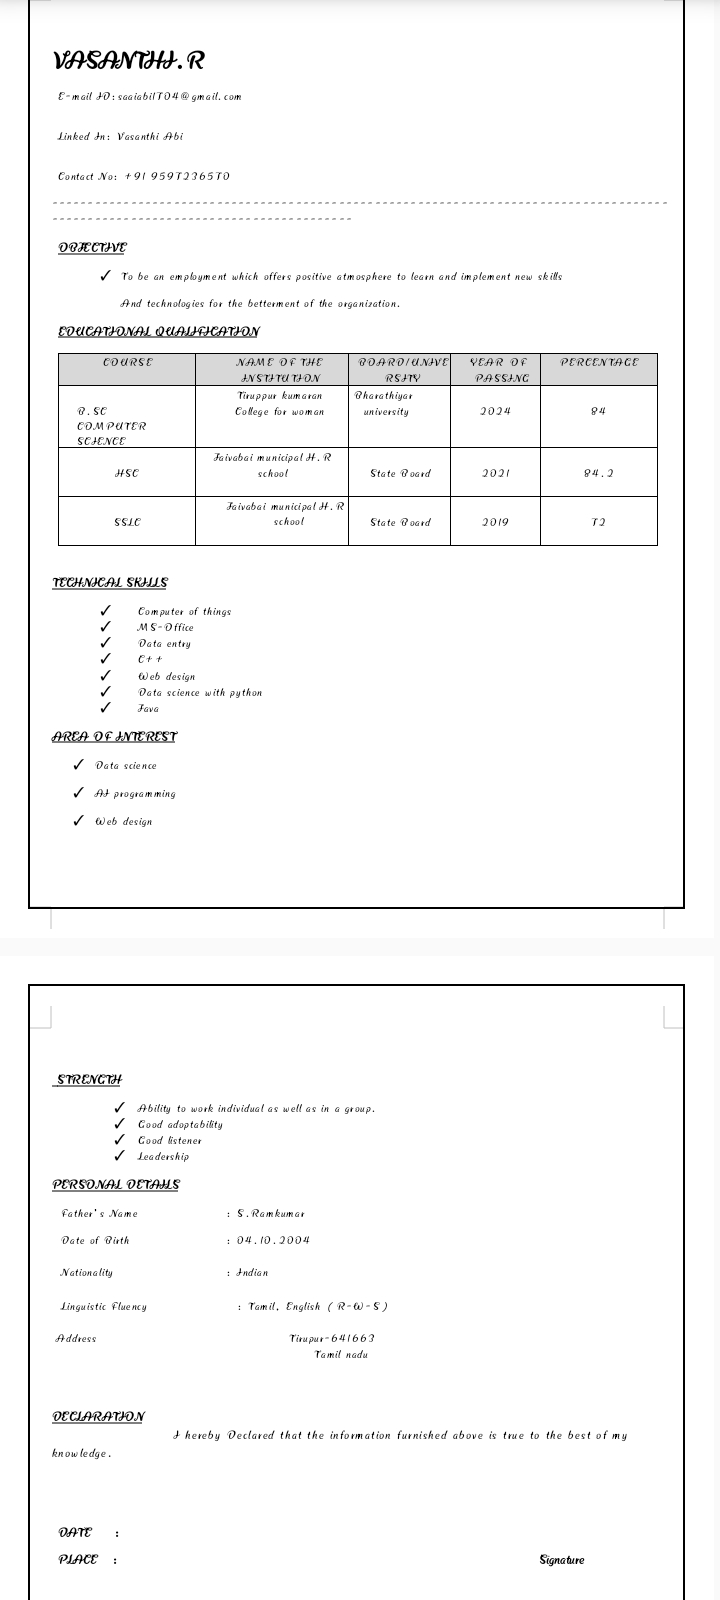 VASANTHI.R
E-mail ID:saaiabi1704@gmail.com
Linked In: Vasanthi Abi
Contact No: +91 9597236570
OBJECTIVE
✓ To be an employment which offers positive atmosphere to learn and implement new skills
And technologies for the betterment of the organization.
EDUCATIONAL QUALIFICATION
COURSE NAME OF THE BOARD/UNIVE YEAR OF PERCENTAGE
INSTITUTION RSITY PASSING
Tiruppur kumaran Bharathiyar
B.SC College for woman university 2024 84
COMPUTER
SCIENCE
Jaivabai municipal H.R
HSC school State Board 2021 84.2
Jaivabai municipal H.R
SSLC school State Board 2019 72
TECHNICAL SKILLS
✓ Computer of things
✓ MS-Office
✓ Data entry
✓ C++
✓ Web design
✓ Data science with python
✓ Java
AREA OF INTEREST
✓ Data science
✓ AI programming
✓ Web design
STRENGTH
✓ Ability to work individual as well as in a group.
✓ Good adoptability
✓ Good listener
✓ Leadership
PERSONAL DETAILS
Father's Name : S.Ramkumar
Date of Birth : 04.10.2004
Nationality : Indian
Linguistic Fluency : Tamil, English (R-W-S)
Address Tirupur-641663
Tamil nadu
DECLARATION
I hereby Declared that the information furnished above is true to the best of my
knowledge.
DATE :
PLACE : Signature